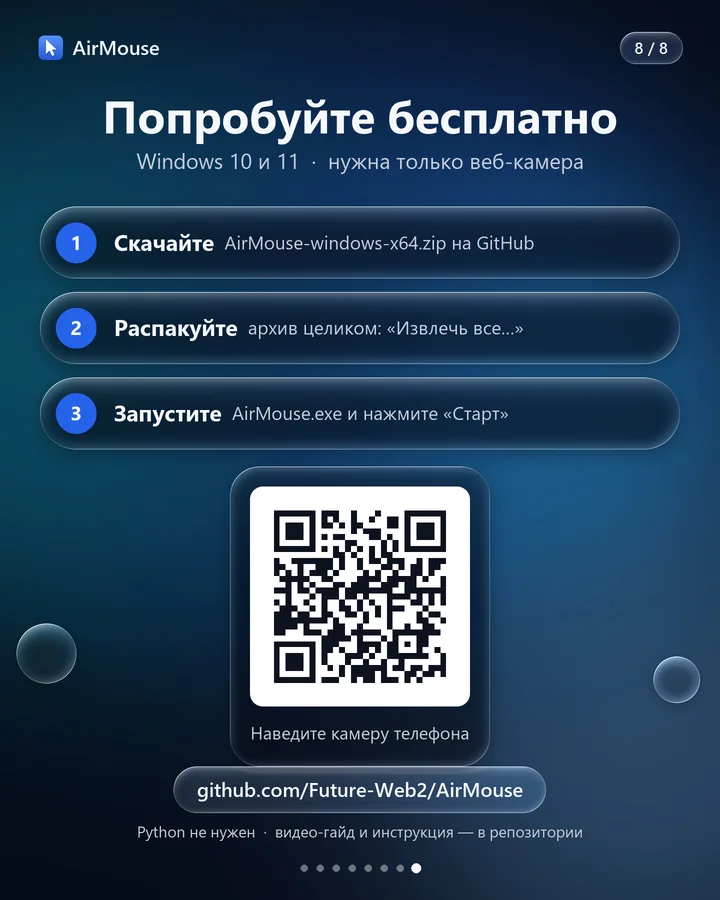 AirMouse
8 / 8
Попробуйте бесплатно
Windows 10 и 11 · нужна только веб-камера
1 Скачайте AirMouse-windows-x64.zip на GitHub
2 Распакуйте архив целиком: «Извлечь все...»
3 Запустите AirMouse.exe и нажмите «Старт»
Наведите камеру телефона
github.com/Future-Web2/AirMouse
Python не нужен · видео-гайд и инструкция — в репозитории